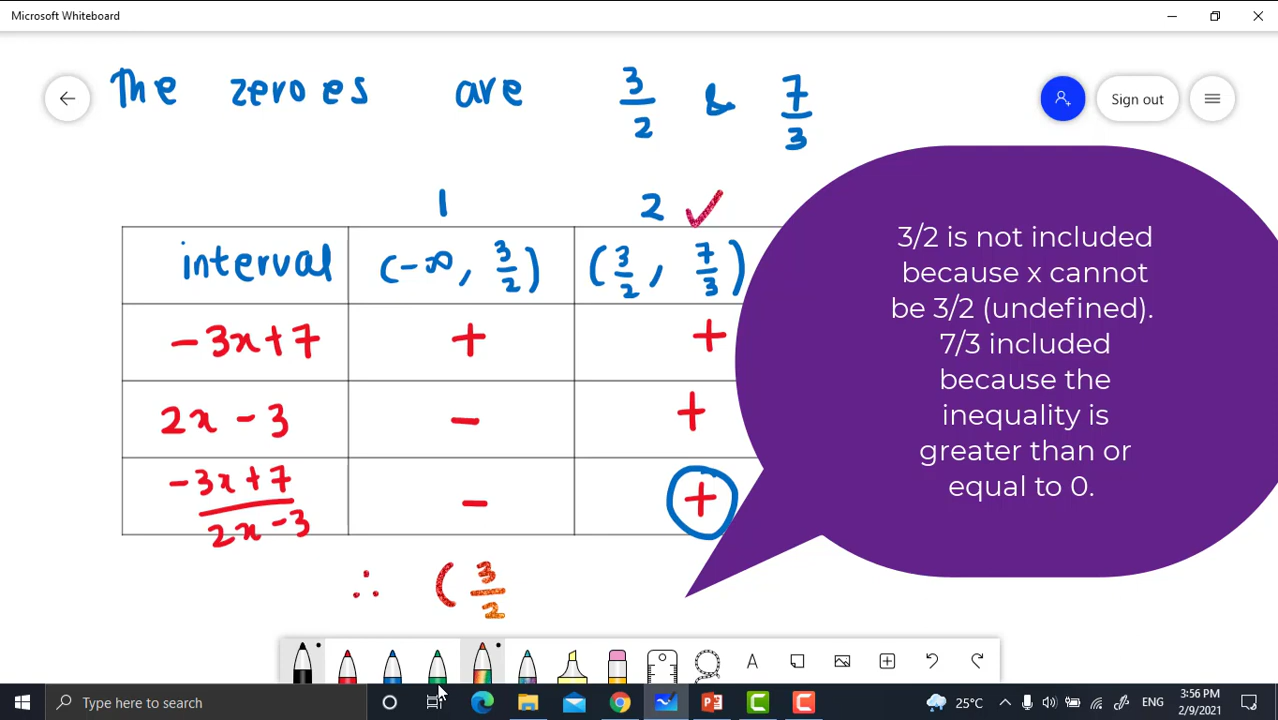 Microsoft Whiteboard
The zeroes are 3/2 & 7/3
Sign out
1 2 ✓
interval (-∞, 3/2) (3/2, 7/3)
-3x+7 + +
2x-3 - +
-3x+7/2x-3 - +
∴ (3/2
3/2 is not included
because x cannot
be 3/2 (undefined).
7/3 included
because the
inequality is
greater than or
equal to 0.
A
Type here to search
25°C
ENG
3:56 PM
2/9/2021